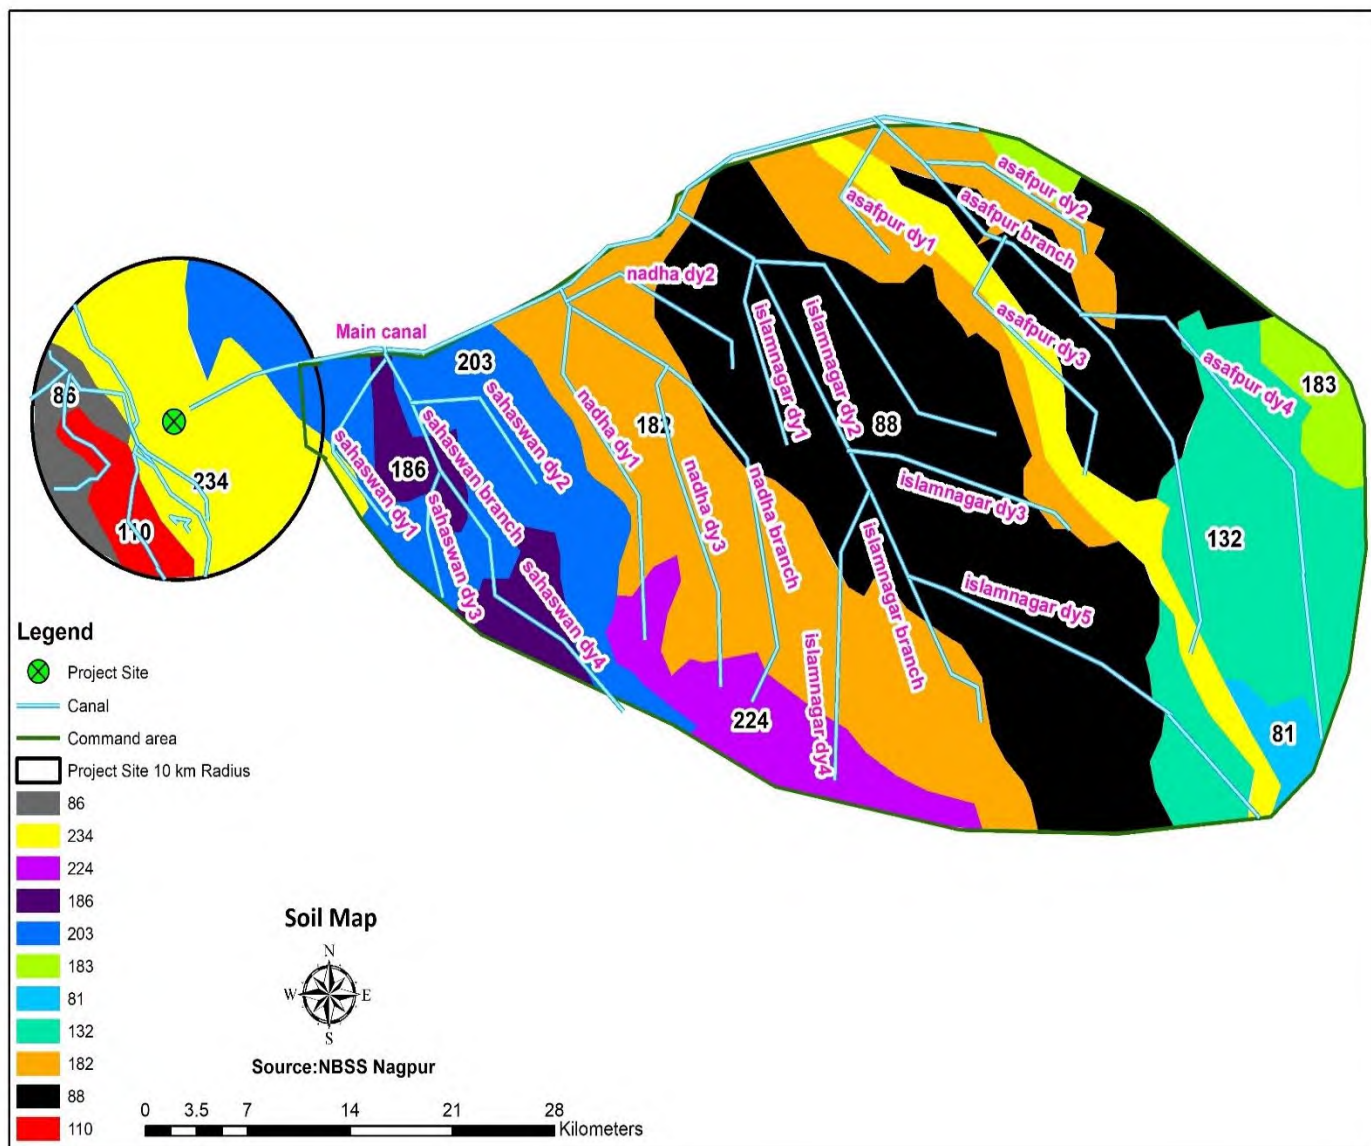 asafpur dy2
asafpur branch
asafpur dy1
nadha dy2
Main canal
islamnagar dy1
islamnagar dy2
asafpur dy3
asafpur dy4
183
203
86
sahaswan dy2
nadha dy1
182
88
sahaswan dy1
186
sahaswan branch
234
nadha dy3
nadha branch
islamnagar dy3
110
132
sahaswan dy3
sahaswan dy4
islamnagar branch
islamnagar dy5
islamnagar dy4
224
81
Legend
Project Site
Canal
Command area
Project Site 10 km Radius
86
234
224
186
203
183
81
132
182
88
110
Soil Map
N
W E
S
Source:NBSS Nagpur
0 3.5 7 14 21 28
Kilometers